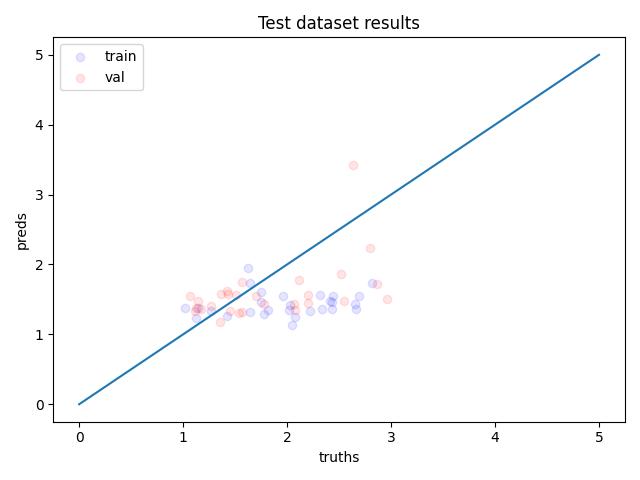 Test dataset results
train
val
5
4
3
2
1
0
preds
0 1 2 3 4 5
truths